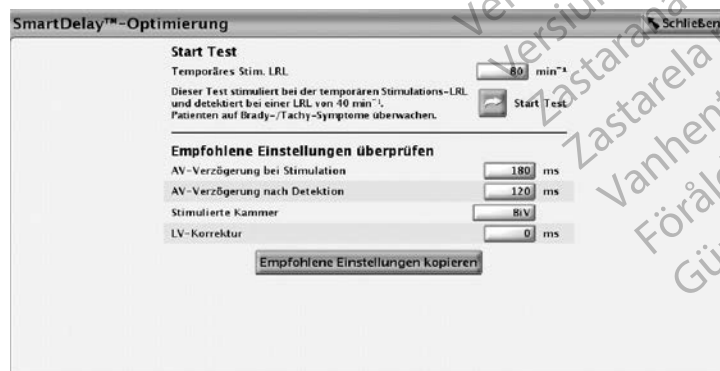 SmartDelay™-Optimierung
Schließen
Start Test
Temporäres Stim. LRL 80 min⁻¹
Dieser Test stimuliert bei der temporären Stimulations-LRL
und detektiert bei einer LRL von 40 min⁻¹.
Patienten auf Brady-/Tachy-Symptome überwachen.
Start Test
Empfohlene Einstellungen überprüfen
AV-Verzögerung bei Stimulation 180 ms
AV-Verzögerung nach Detektion 120 ms
Stimulierte Kammer BiV
LV-Korrektur 0 ms
Empfohlene Einstellungen kopieren
Zastarela